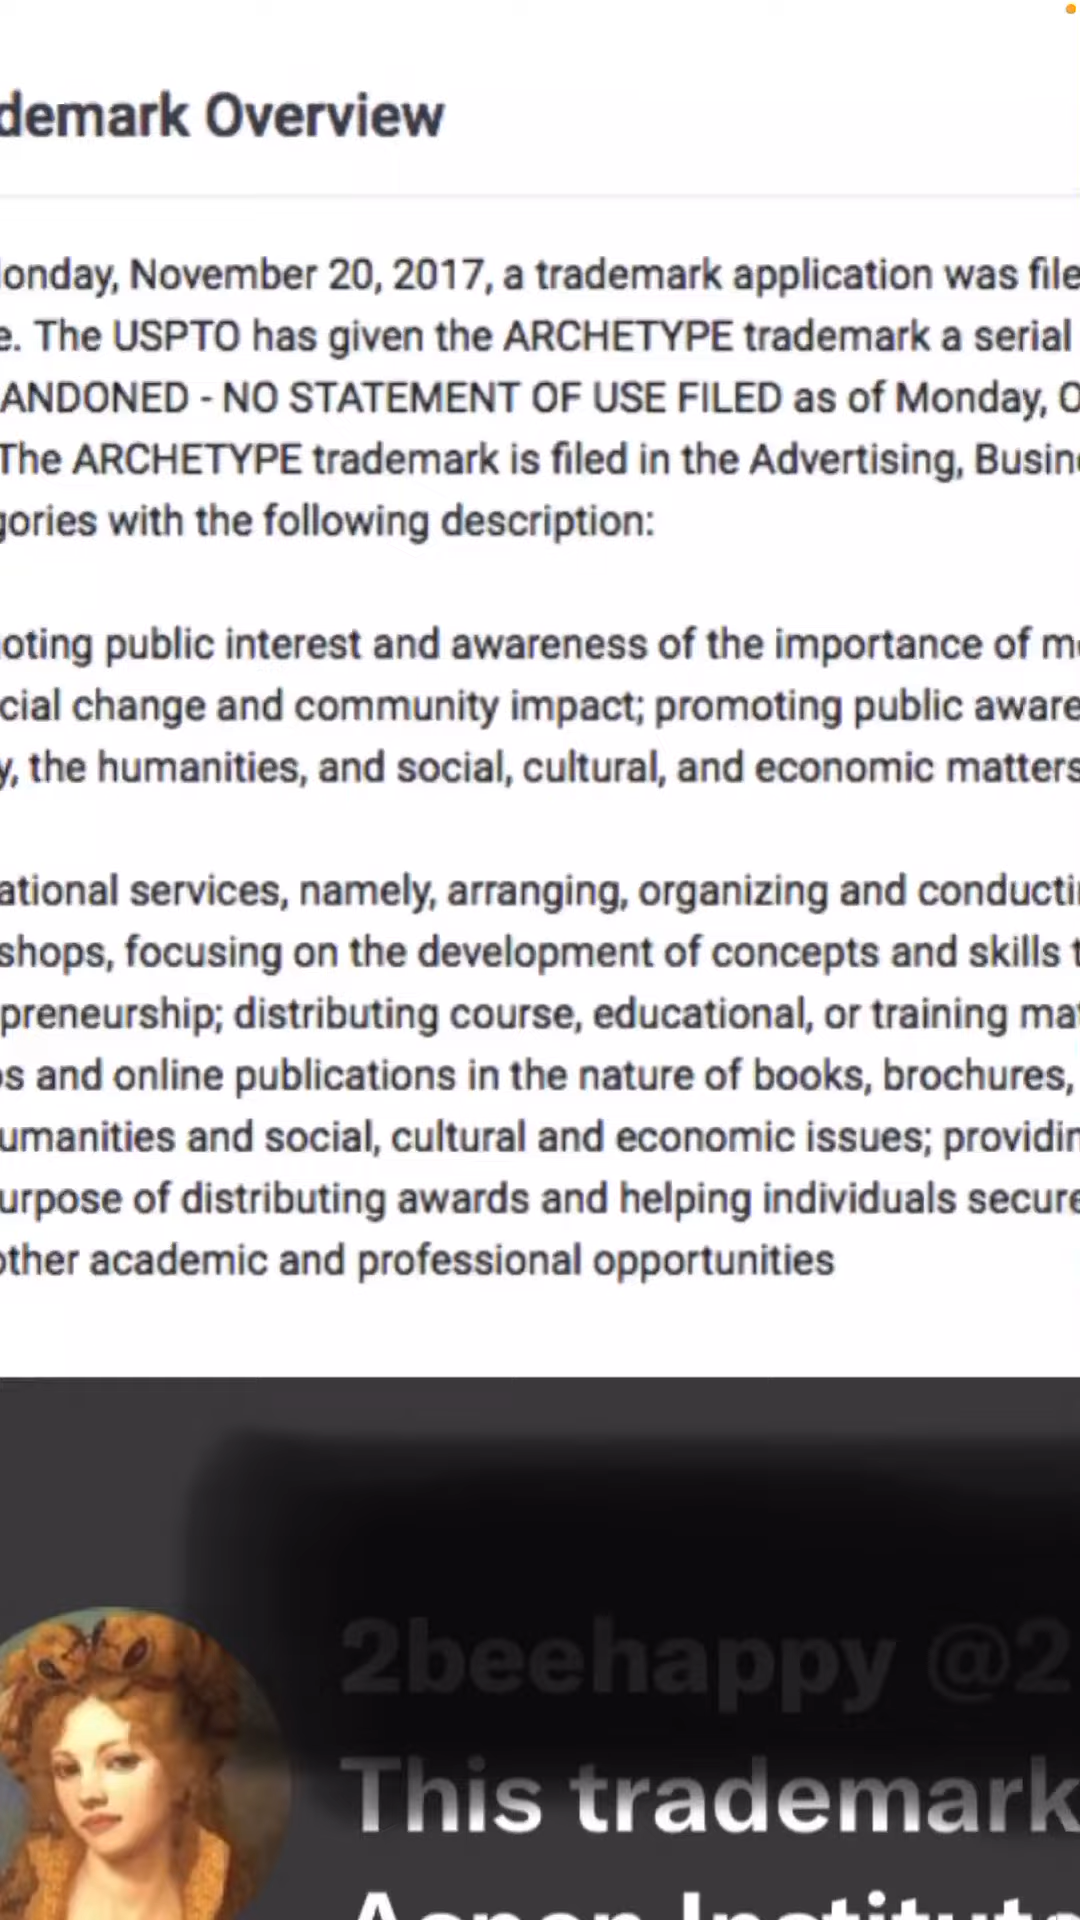 demark Overview
onday, November 20, 2017, a trademark application was file
e. The USPTO has given the ARCHETYPE trademark a serial
ANDONED - NO STATEMENT OF USE FILED as of Monday, O
The ARCHETYPE trademark is filed in the Advertising, Busin
gories with the following description:
oting public interest and awareness of the importance of m
cial change and community impact; promoting public aware
y, the humanities, and social, cultural, and economic matters
ational services, namely, arranging, organizing and conducti
shops, focusing on the development of concepts and skills t
preneurship; distributing course, educational, or training mat
os and online publications in the nature of books, brochures,
umanities and social, cultural and economic issues; providin
urpose of distributing awards and helping individuals secure
other academic and professional opportunities
2beehappy @2
This trademark
Aspen Institute